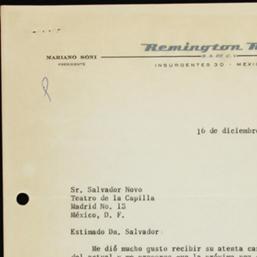 Remington R
MARIANO SONI
PRESIDENTE
INSURGENTES 30 - MEXI
16 de diciembre
Sr. Salvador Novo
Teatro de la Capilla
Madrid No. 13
México, D. F.
Estimado Dn. Salvador:
Me dió mucho gusto recibir su atesta ca